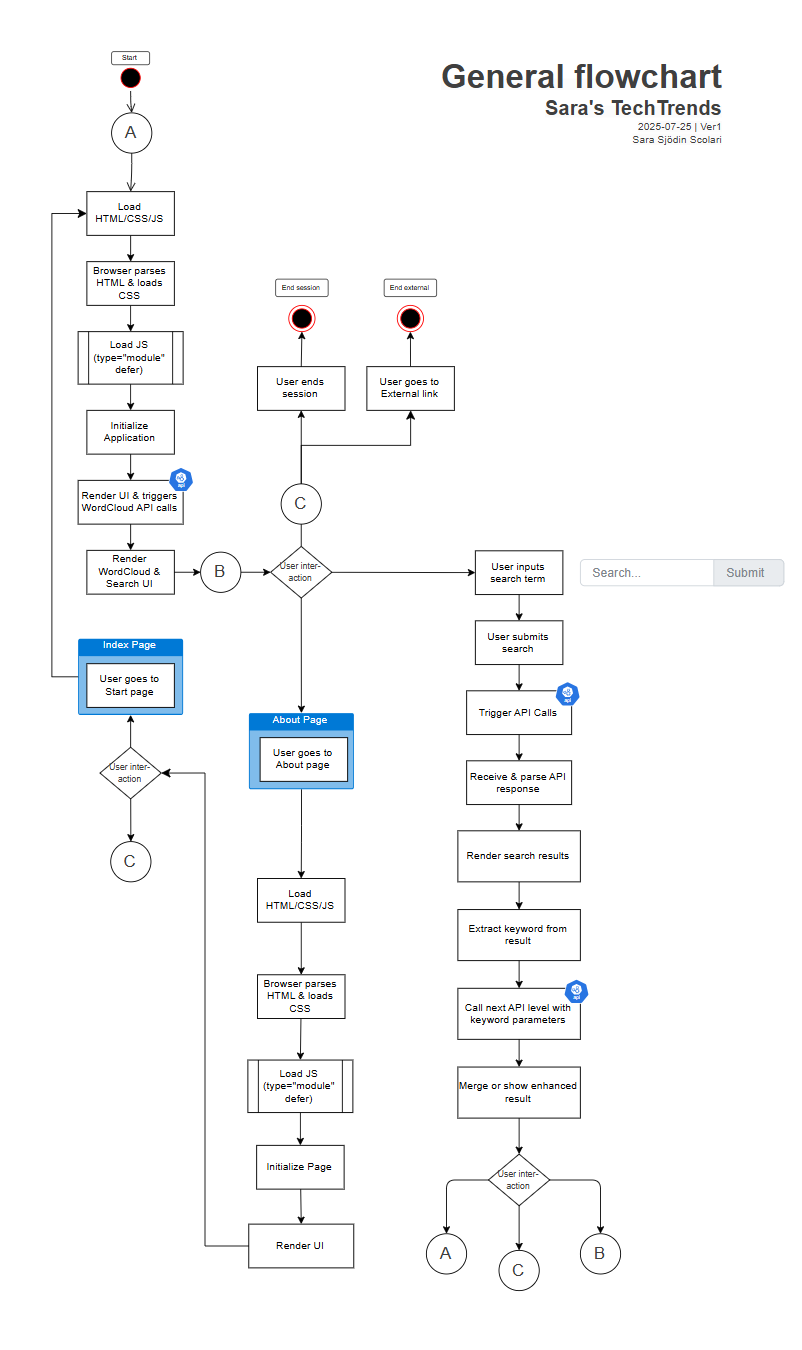 General flowchart
Sara's TechTrends
2025-07-25 | Ver1
Sara Sjödin Scolari
Start
A
Load
HTML/CSS/JS
Browser parses
HTML & loads
CSS
Load JS
(type="module"
defer)
Initialize
Application
api
Render UI & triggers
WordCloud API calls
Render
WordCloud &
Search UI
B
User inter-
action
C
User ends
session
End session
User goes to
External link
End external
User inputs
search term
Search...
Submit
User submits
search
api
Trigger API Calls
Receive & parse API
response
Render search results
Extract keyword from
result
api
Call next API level with
keyword parameters
Merge or show enhanced
result
User inter-
action
A
C
B
About Page
User goes to
About page
Load
HTML/CSS/JS
Browser parses
HTML & loads
CSS
Load JS
(type="module"
defer)
Initialize Page
Render UI
User inter-
action
C
Index Page
User goes to
Start page